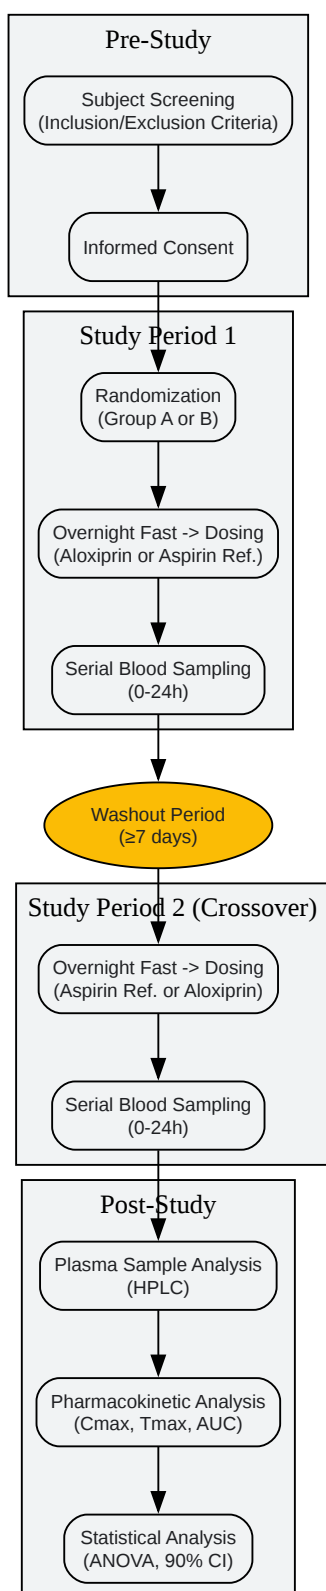 Pre-Study
Subject Screening
(Inclusion/Exclusion Criteria)
Informed Consent
Study Period 1
Randomization
(Group A or B)
Overnight Fast -> Dosing
(Aloxiprin or Aspirin Ref.)
Serial Blood Sampling
(0-24h)
Washout Period
(≥7 days)
Study Period 2 (Crossover)
Overnight Fast -> Dosing
(Aspirin Ref. or Aloxiprin)
Serial Blood Sampling
(0-24h)
Post-Study
Plasma Sample Analysis
(HPLC)
Pharmacokinetic Analysis
(Cmax, Tmax, AUC)
Statistical Analysis
(ANOVA, 90% CI)